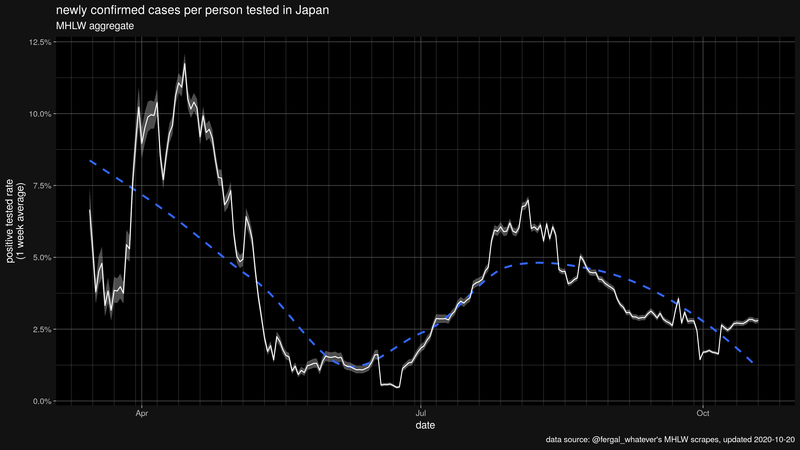 newly confirmed cases per person tested in Japan
MHLW aggregate
12.5%
10.0%
7.5%
5.0%
2.5%
0.0%
positive tested rate
(1 week average)
Apr
Jul
Oct
date
data source: @fergal_whatever's MHLW scrapes, updated 2020-10-20